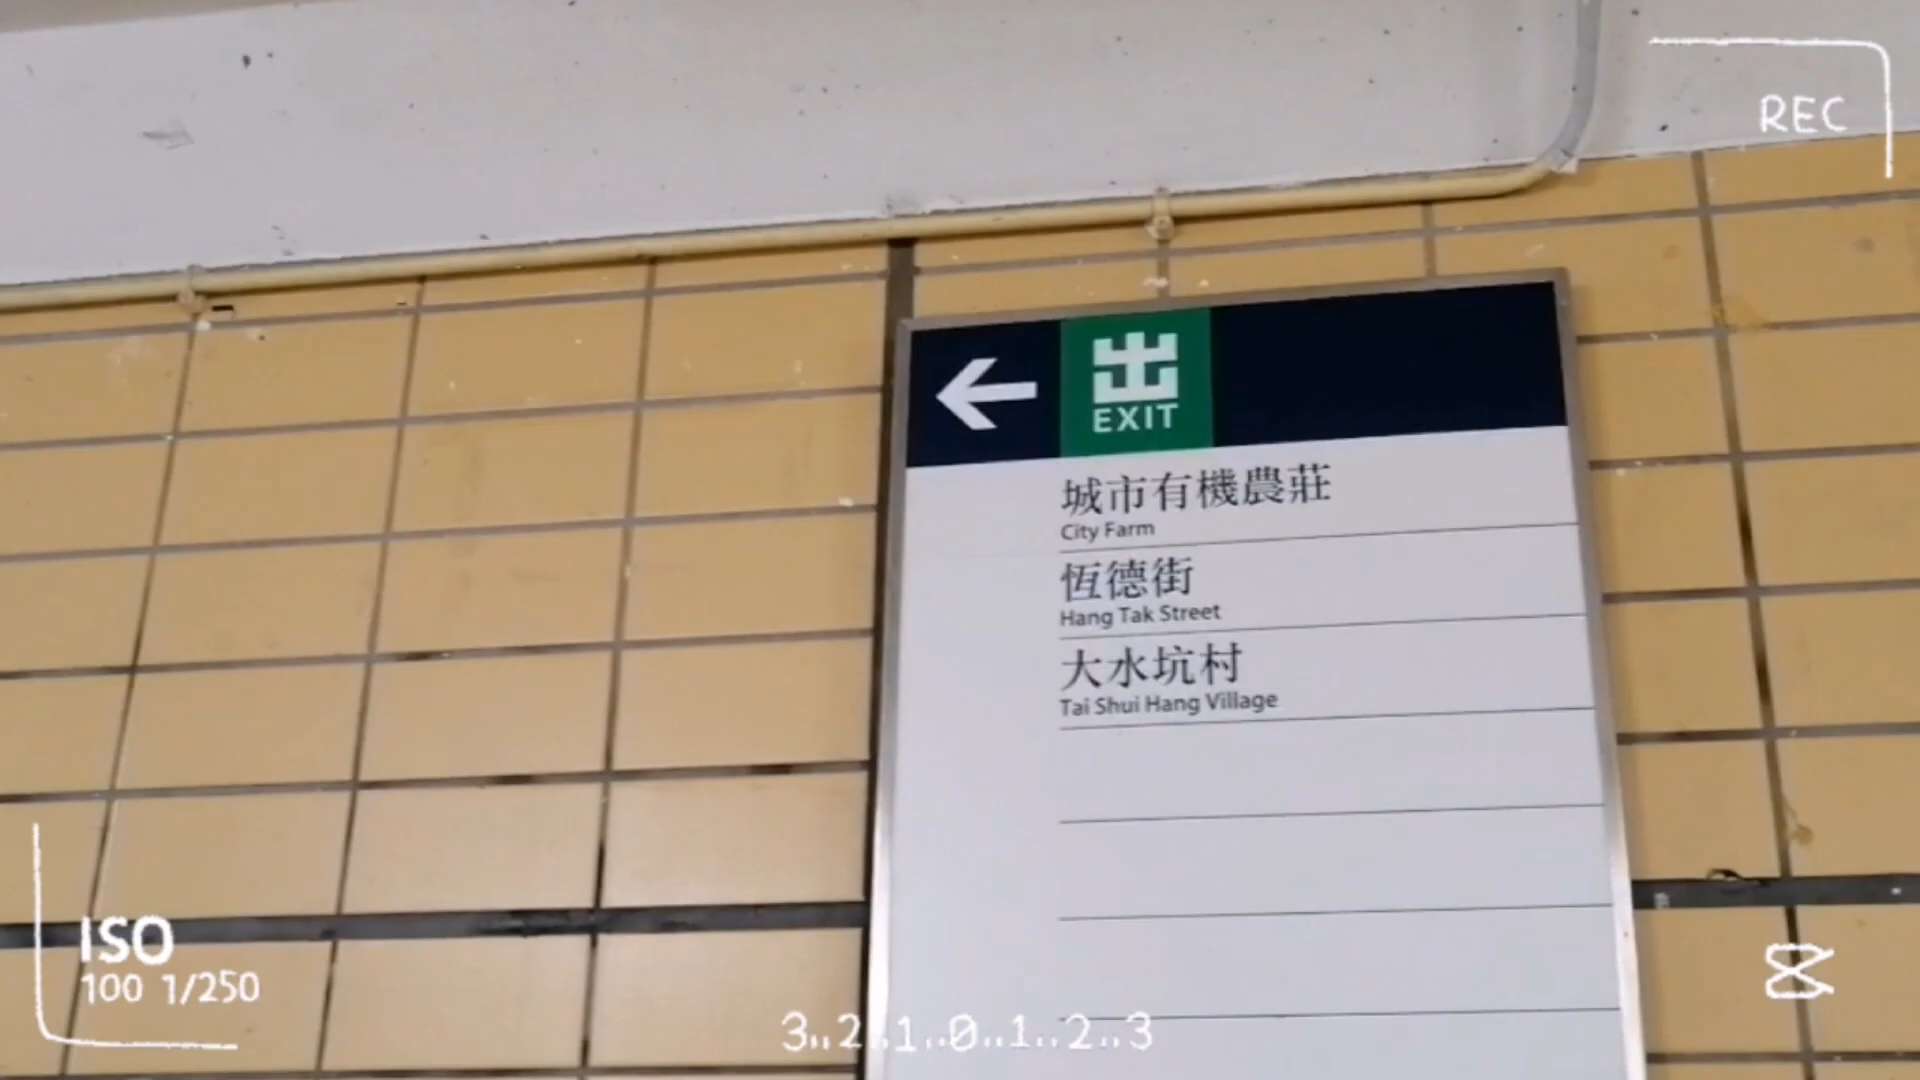 REC
出
EXIT
城市有機農莊
City Farm
恆德街
Hang Tak Street
大水坑村
Tai Shui Hang Village
ISO
100 1/250
3..2..1..0..1..2..3